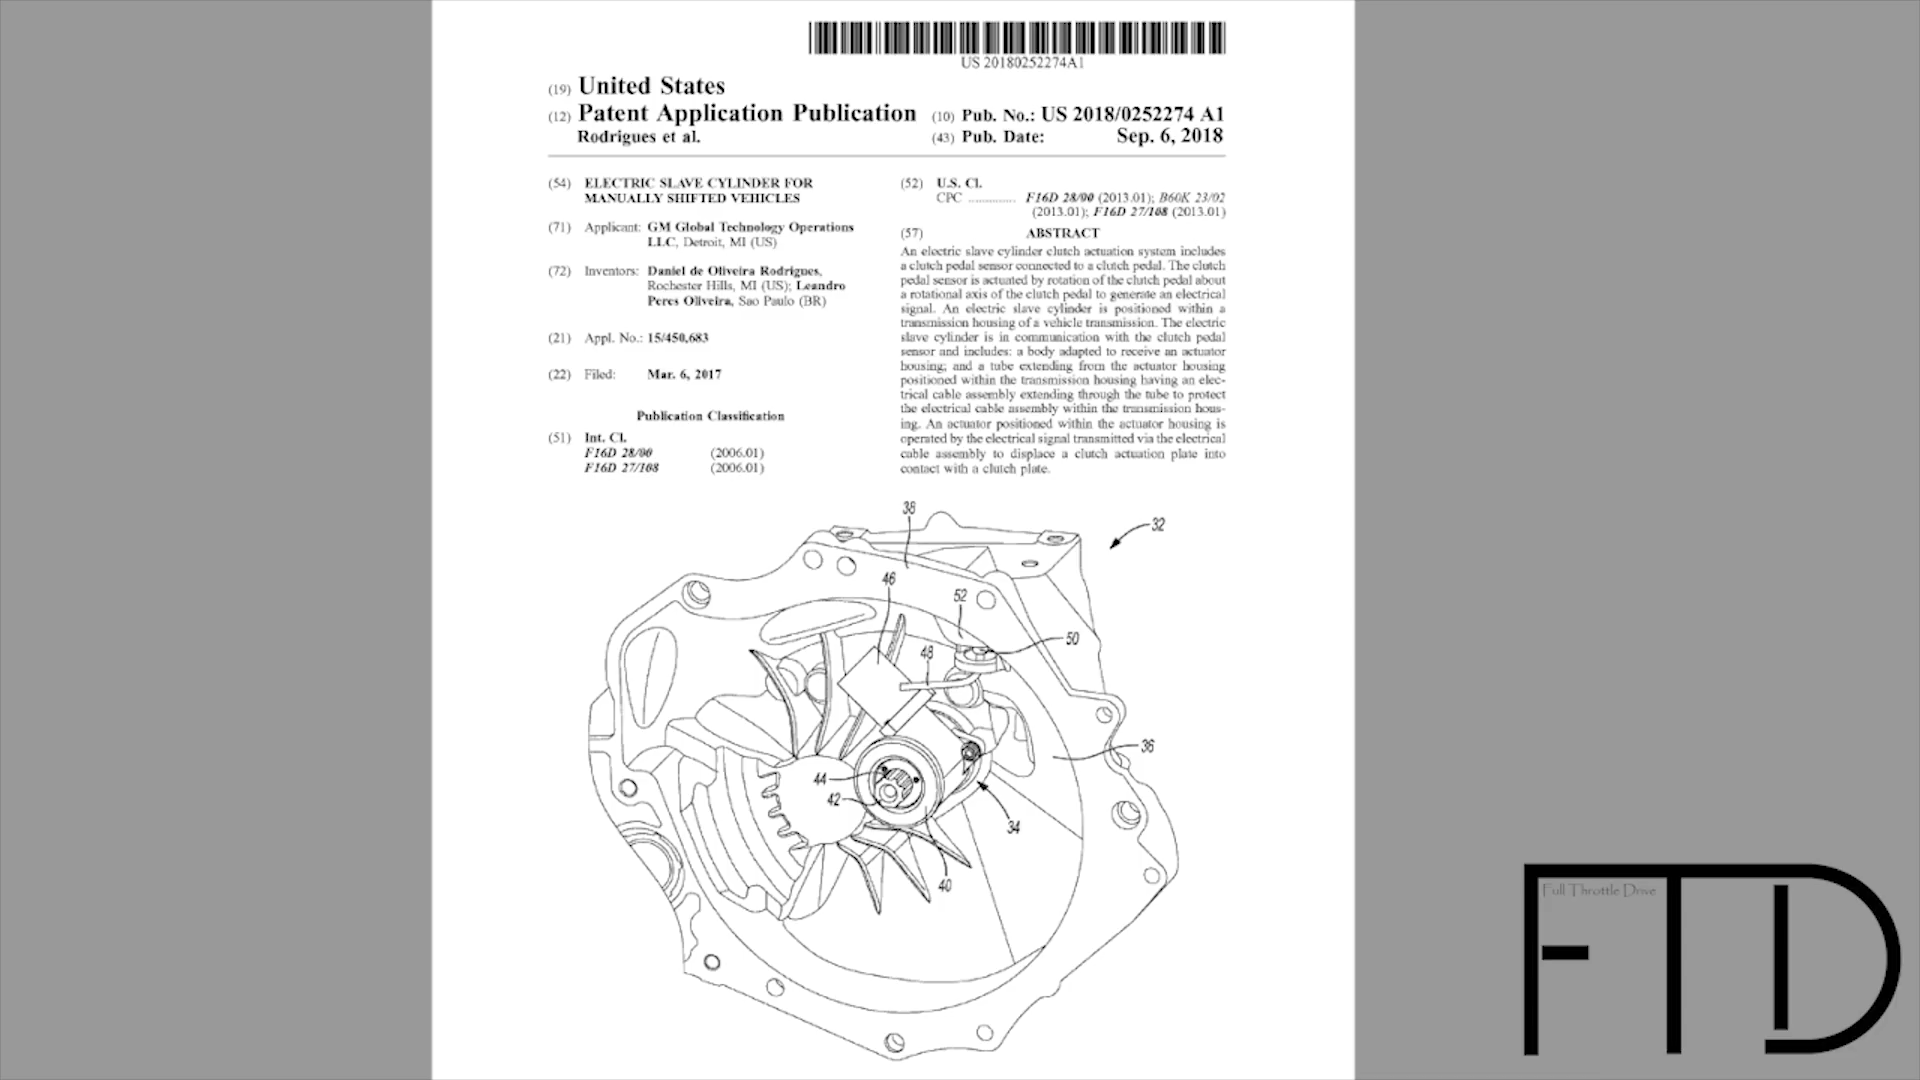 US 20180252274A1
(19) United States
(12) Patent Application Publication
Rodrigues et al.
(10) Pub. No.: US 2018/0252274 A1
(43) Pub. Date: Sep. 6, 2018
(54) ELECTRIC SLAVE CYLINDER FOR
MANUALLY SHIFTED VEHICLES
(71) Applicant: GM Global Technology Operations
LLC, Detroit, MI (US)
(72) Inventors: Daniel de Oliveira Rodrigues,
Rochester Hills, MI (US); Leandro
Peres Oliveira, Sao Paulo (BR)
(21) Appl. No.: 15/450,683
(22) Filed: Mar. 6, 2017
Publication Classification
(51) Int. Cl.
F16D 28/00 (2006.01)
F16D 27/108 (2006.01)
(52) U.S. Cl.
CPC ............. F16D 28/00 (2013.01); B60K 23/02
(2013.01); F16D 27/108 (2013.01)
(57) ABSTRACT
An electric slave cylinder clutch actuation system includes
a clutch pedal sensor connected to a clutch pedal. The clutch
pedal sensor is actuated by rotation of the clutch pedal about
a rotational axis of the clutch pedal to generate an electrical
signal. An electric slave cylinder is positioned within a
transmission housing of a vehicle transmission. The electric
slave cylinder is in communication with the clutch pedal
sensor and includes: a body adapted to receive an actuator
housing; and a tube extending from the actuator housing
positioned within the transmission housing having an elec-
trical cable assembly extending through the tube to protect
the electrical cable assembly within the transmission hous-
ing. An actuator positioned within the actuator housing is
operated by the electrical signal transmitted via the electrical
cable assembly to displace a clutch actuation plate into
contact with a clutch plate.
38
32
46
52
50
48
36
44
42
34
40
FTD
Full Throttle Drive